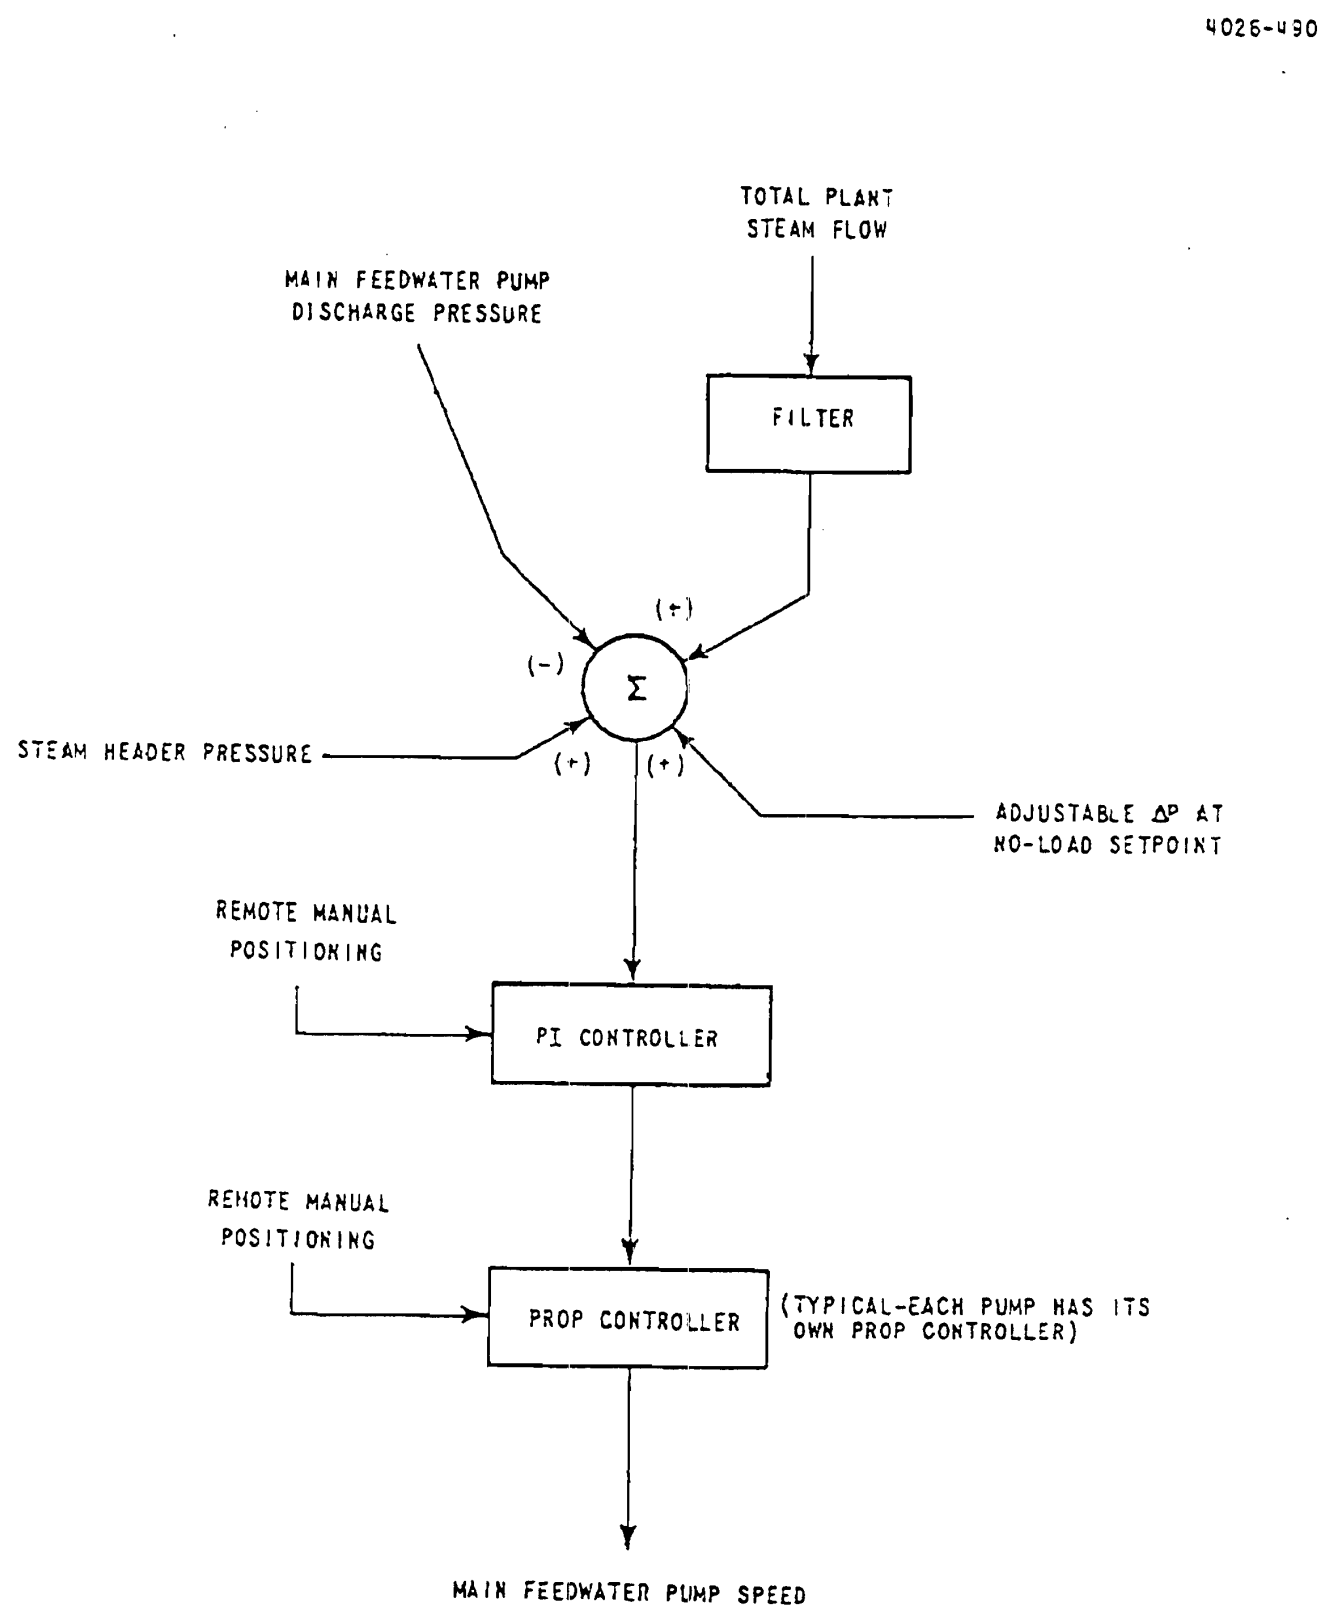 4026-490
TOTAL PLANT
STEAM FLOW
MAIN FEEDWATER PUMP
DISCHARGE PRESSURE
FILTER
(+)
(-)
Σ
STEAM HEADER PRESSURE
(+)
(+)
ADJUSTABLE ΔP AT
NO-LOAD SETPOINT
REMOTE MANUAL
POSITIONING
PI CONTROLLER
REMOTE MANUAL
POSITIONING
PROP CONTROLLER
(TYPICAL-EACH PUMP HAS ITS
OWN PROP CONTROLLER)
MAIN FEEDWATER PUMP SPEED